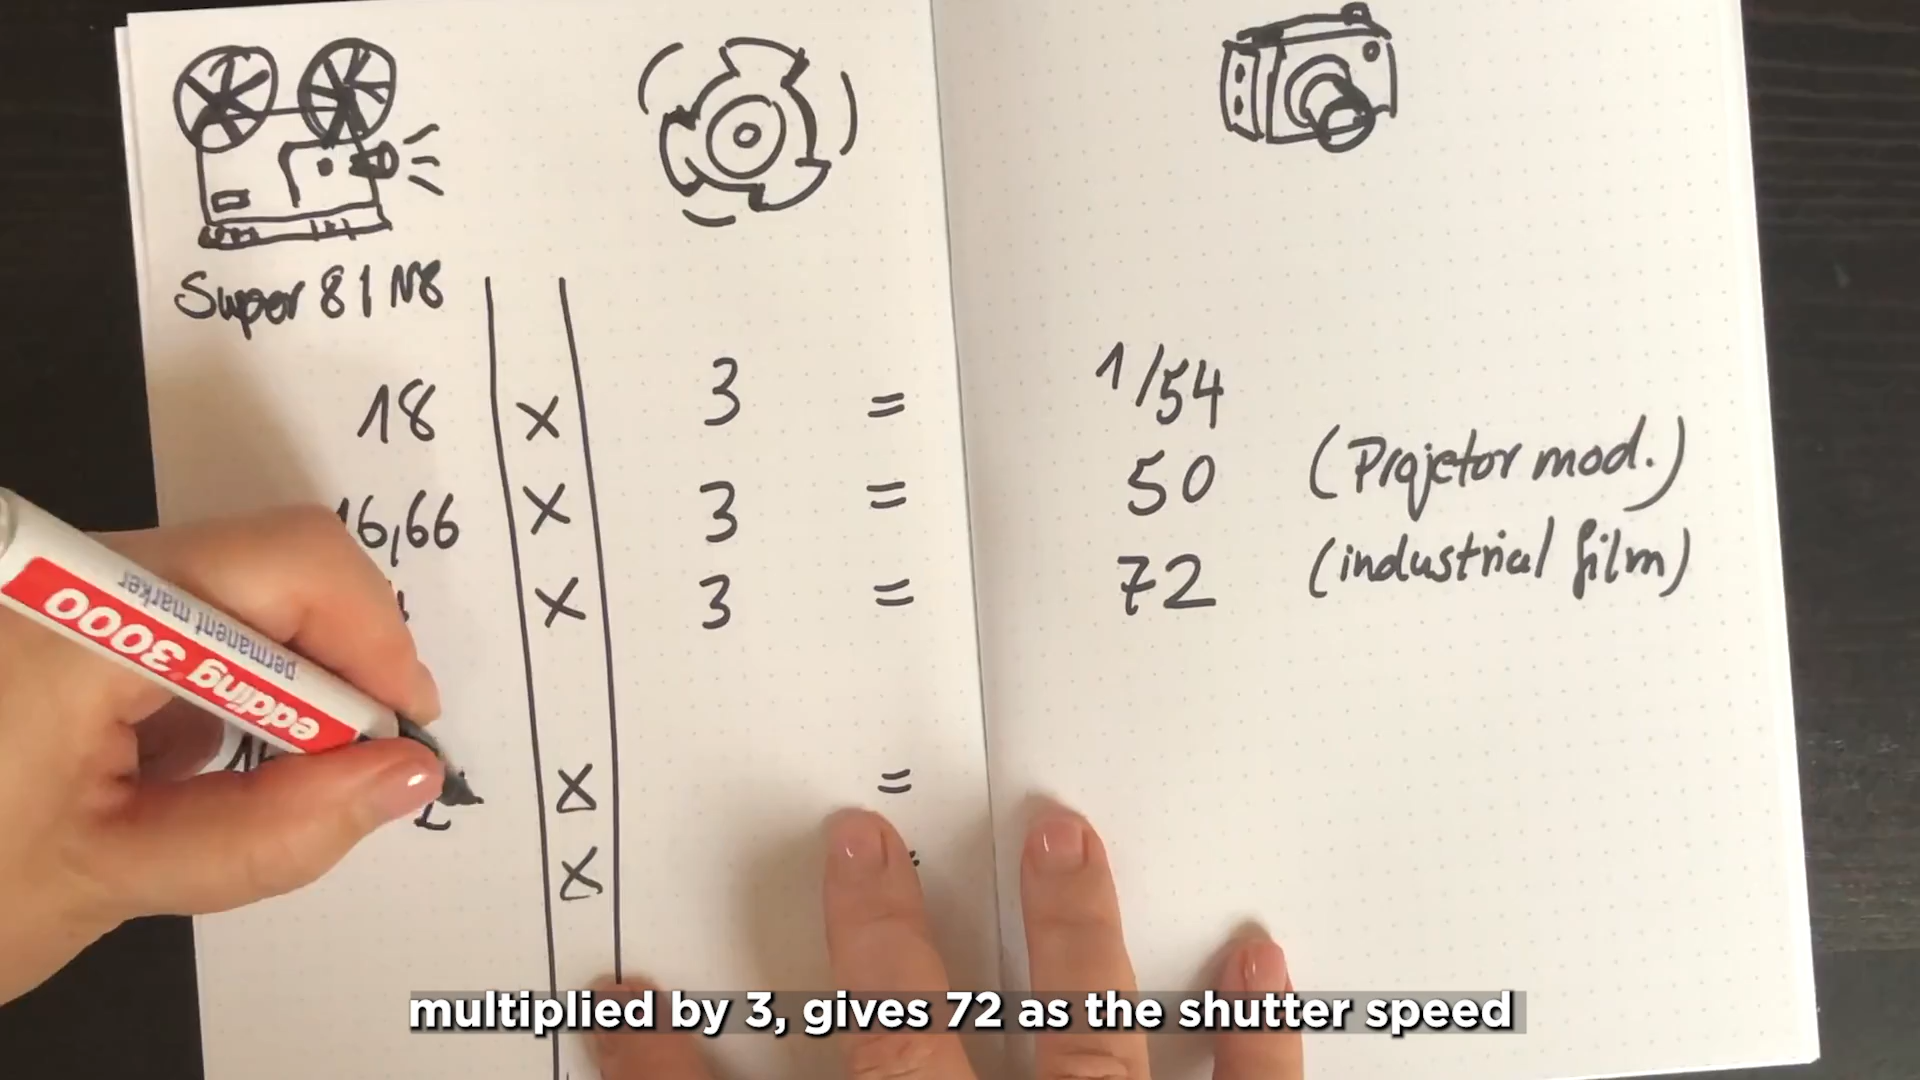 Super 8 | N8
18 x 3 = 1/54
16,66 x 3 = 50 (Projetor mod.)
x 3 = 72 (industrial film)
x =
x
edding 3000
permanent marker
multiplied by 3, gives 72 as the shutter speed